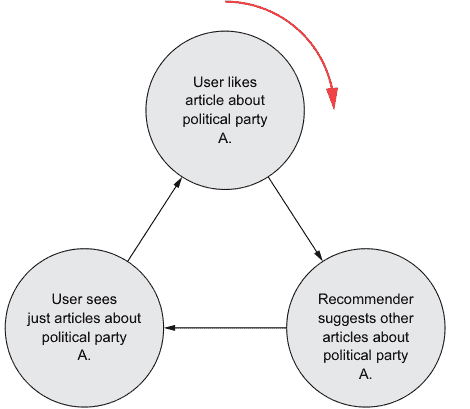 User likes
article about
political party
A.
User sees
just articles about
political party
A.
Recommender
suggests other
articles about
political party
A.